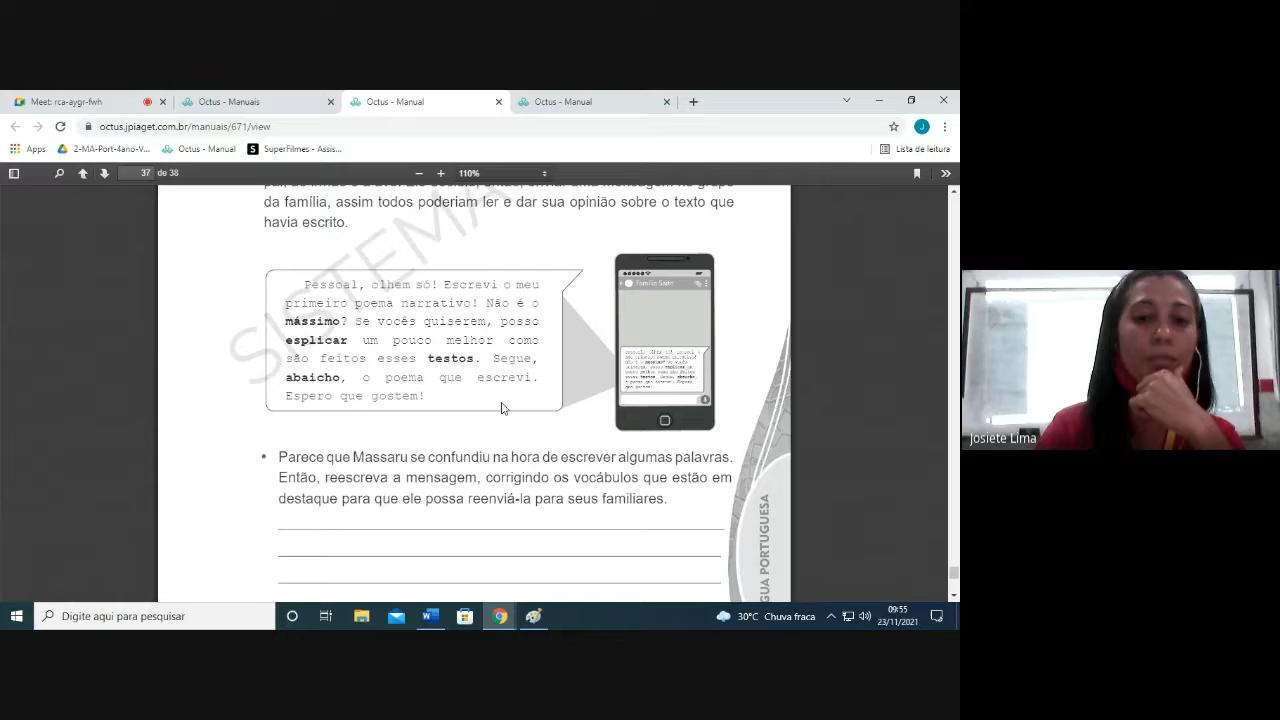 Meet: rca-aygr-fwh
Octus - Manuais
Octus - Manual
Octus - Manual
octus.jpiaget.com.br/manuais/671/view
Apps
2-MA-Port-4ano-V...
Octus - Manual
SuperFilmes - Assis...
Lista de leitura
37 de 38
110%
da família, assim todos poderiam ler e dar sua opinião sobre o texto que
havia escrito.
SISTEMA
Pessoal, olhem só! Escrevi o meu
primeiro poema narrativo! Não é o
mássimo? Se vocês quiserem, posso
esplicar um pouco melhor como
são feitos esses testos. Segue,
abaicho, o poema que escrevi.
Espero que gostem!
Família Saito
Parece que Massaru se confundiu na hora de escrever algumas palavras.
Então, reescreva a mensagem, corrigindo os vocábulos que estão em
destaque para que ele possa reenviá-la para seus familiares.
GUA PORTUGUESA
Josiete Lima
Digite aqui para pesquisar
30°C Chuva fraca
09:55
23/11/2021